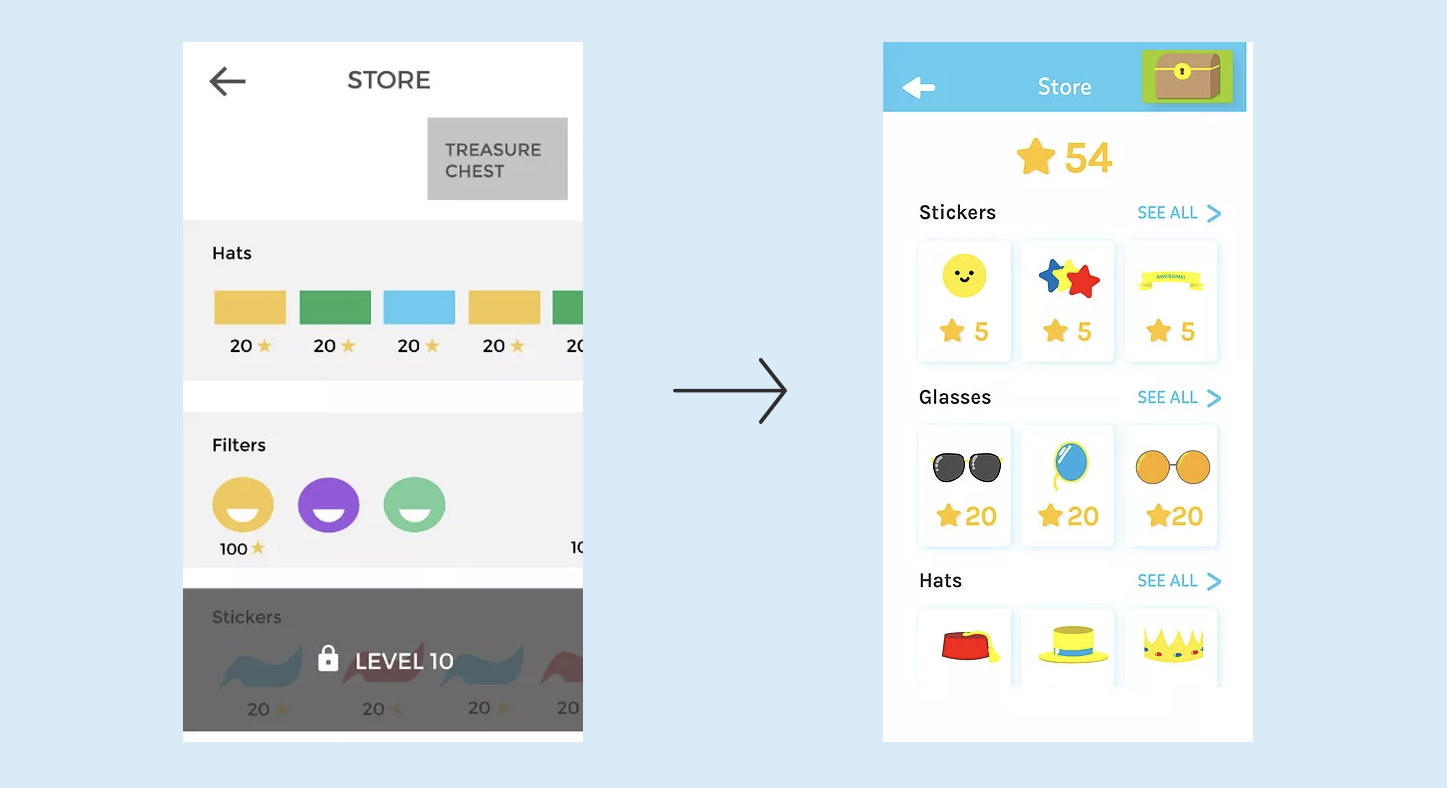 STORE
TREASURE
CHEST
Hats
20 20 20 20 20
Filters
100 10
Stickers
LEVEL 10
20 20 20 20
Store
54
Stickers SEE ALL
AWESOME!
5 5 5
Glasses SEE ALL
20 20 20
Hats SEE ALL